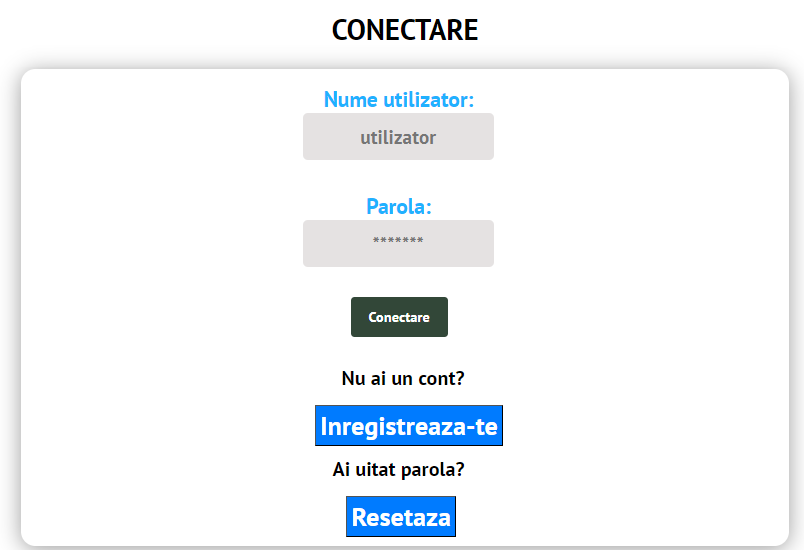 CONECTARE
Nume utilizator:
utilizator
Parola:
*******
Conectare
Nu ai un cont?
Inregistreaza-te
Ai uitat parola?
Resetaza